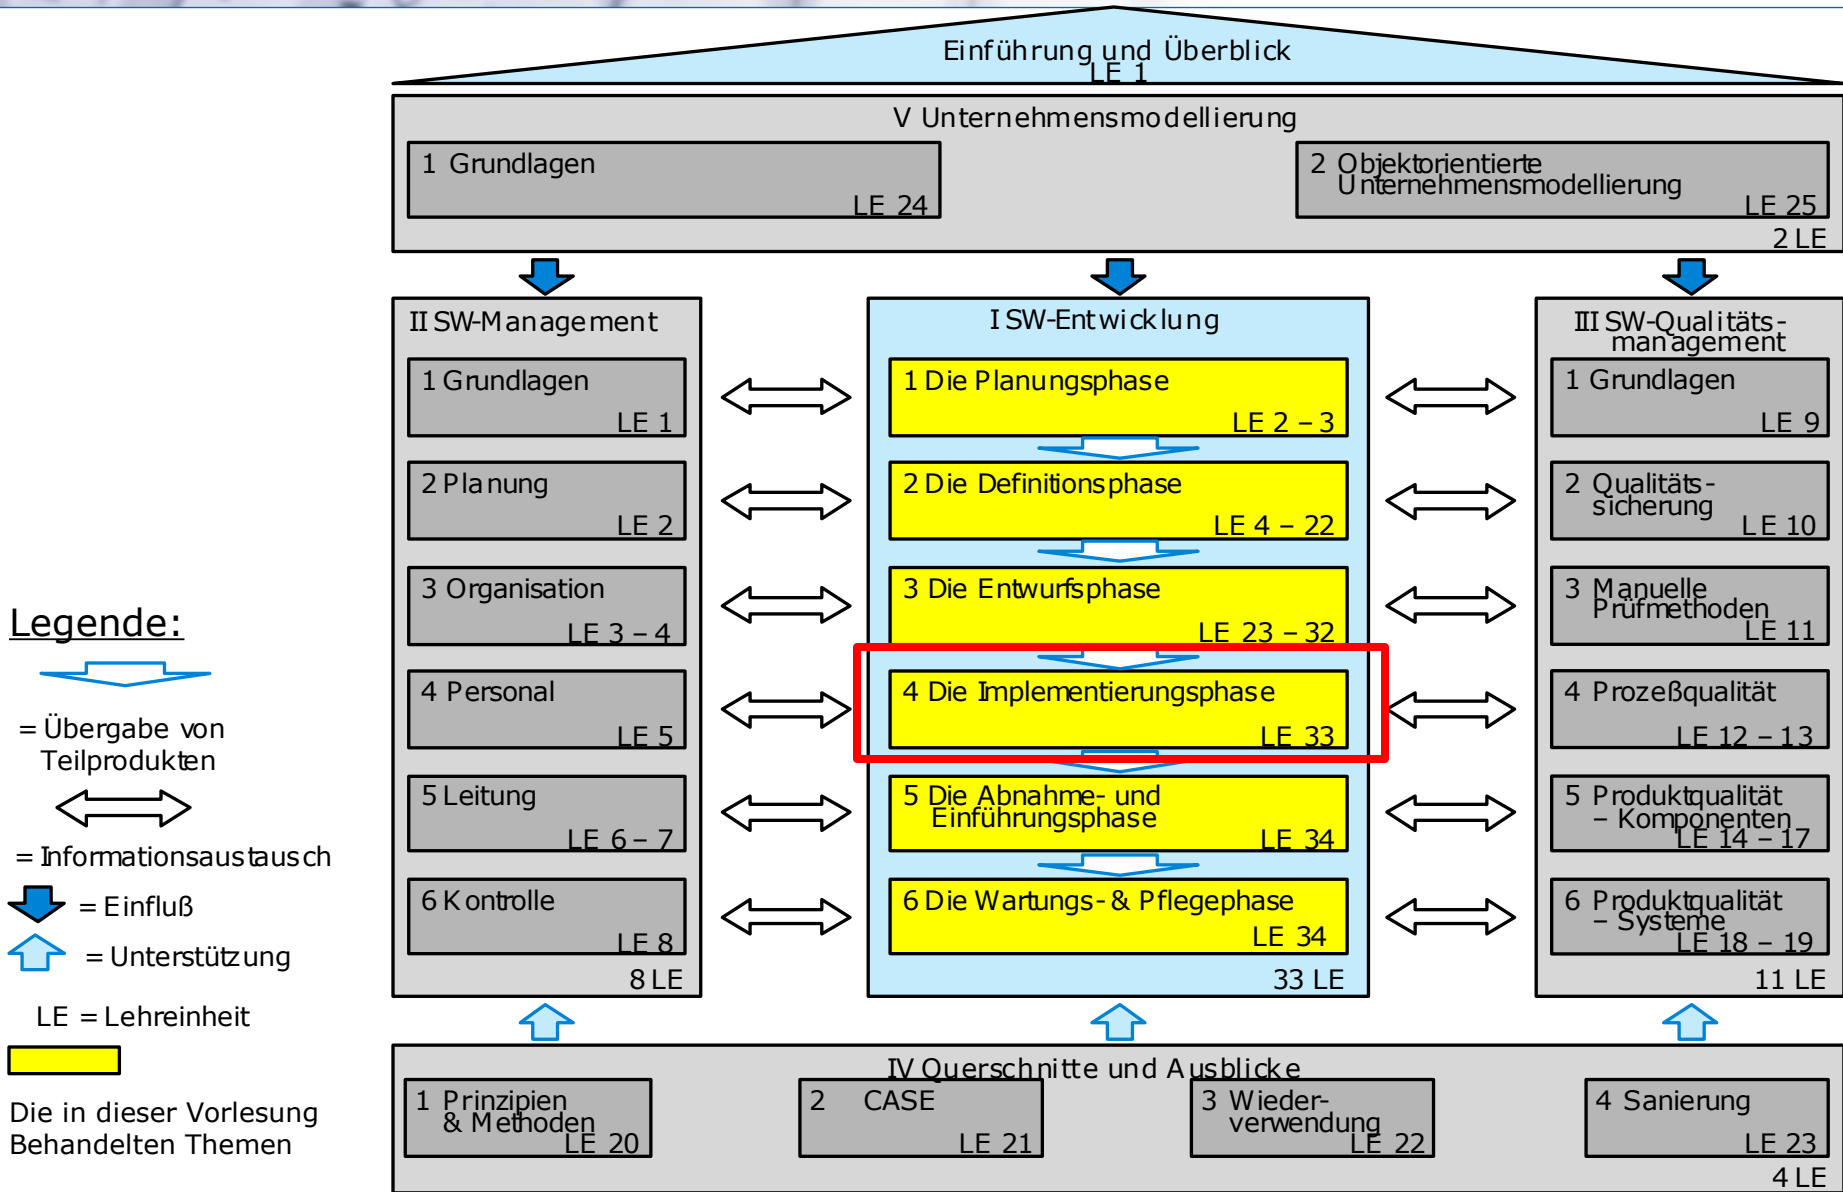 Einführung und Überblick
LE 1
V Unternehmensmodellierung
1 Grundlagen
LE 24
2 Objektorientierte
Unternehmensmodellierung
LE 25
2 LE
II SW-Management
1 Grundlagen
LE 1
2 Planung
LE 2
3 Organisation
LE 3 – 4
4 Personal
LE 5
5 Leitung
LE 6 – 7
6 Kontrolle
LE 8
8 LE
I SW-Entwicklung
1 Die Planungsphase
LE 2 – 3
2 Die Definitionsphase
LE 4 – 22
3 Die Entwurfsphase
LE 23 – 32
4 Die Implementierungsphase
LE 33
5 Die Abnahme- und
Einführungsphase
LE 34
6 Die Wartungs- & Pflegephase
LE 34
33 LE
III SW-Qualitäts-
management
1 Grundlagen
LE 9
2 Qualitäts-
sicherung
LE 10
3 Manuelle
Prüfmethoden
LE 11
4 Prozeßqualität
LE 12 – 13
5 Produktqualität
– Komponenten
LE 14 – 17
6 Produktqualität
– Systeme
LE 18 – 19
11 LE
IV Querschnitte und Ausblicke
1 Prinzipien
& Methoden
LE 20
2 CASE
LE 21
3 Wieder-
verwendung
LE 22
4 Sanierung
LE 23
4 LE
Legende:
= Übergabe von
Teilprodukten
= Informationsaustausch
= Einfluß
= Unterstützung
LE = Lehreinheit
Die in dieser Vorlesung
Behandelten Themen